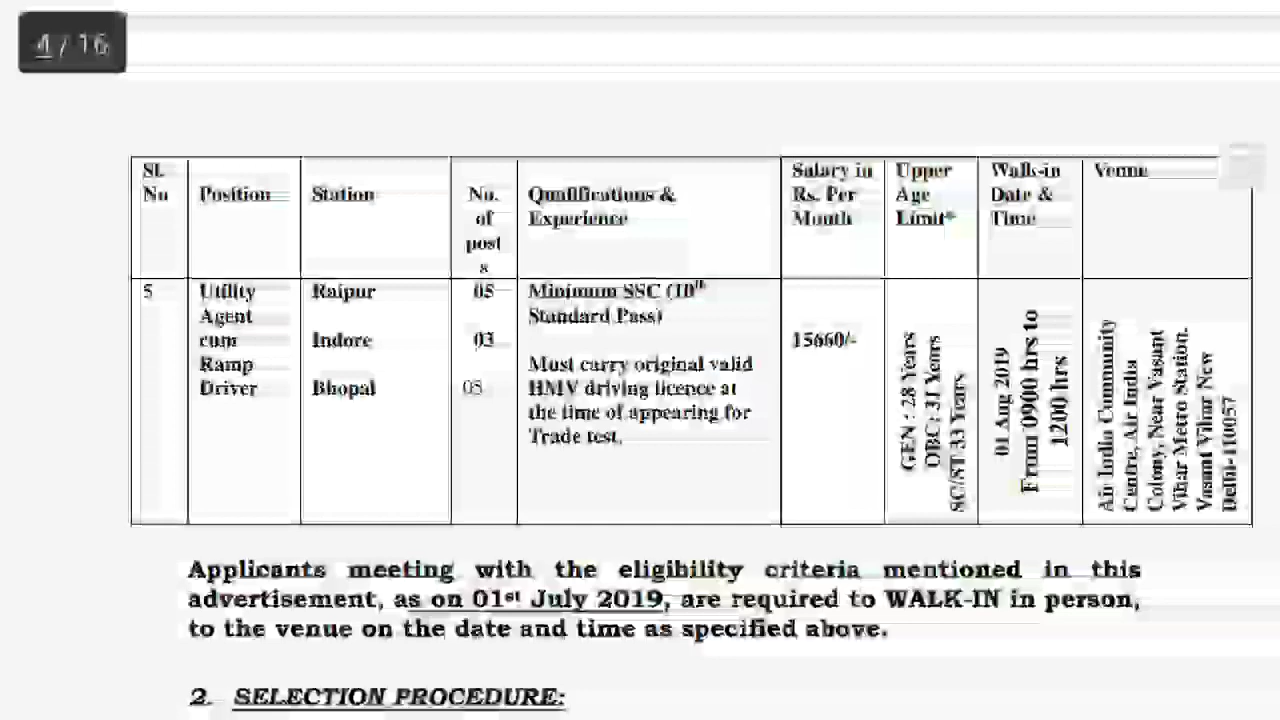 4 / 16
Sl. No
Position
Station
No. of post s
Qualifications & Experience
Salary in Rs. Per Month
Upper Age Limit*
Walk-in Date & Time
Venue
5
Utility Agent cum Ramp Driver
Raipur
Indore
Bhopal
05
03
05
Minimum SSC (10th
Standard Pass)
Must carry original valid
HMV driving licence at
the time of appearing for
Trade test.
15660/-
GEN : 28 Years
OBC: 31 Years
SC/ST 33 Years
01 Aug 2019
From 0900 hrs to
1200 hrs
Air India Community
Centre, Air India
Colony, Near Vasant
Vihar Metro Station.
Vasant Vihar New
Delhi-110057
Applicants meeting with the eligibility criteria mentioned in this
advertisement, as on 01st July 2019, are required to WALK-IN in person,
to the venue on the date and time as specified above.
2. SELECTION PROCEDURE: